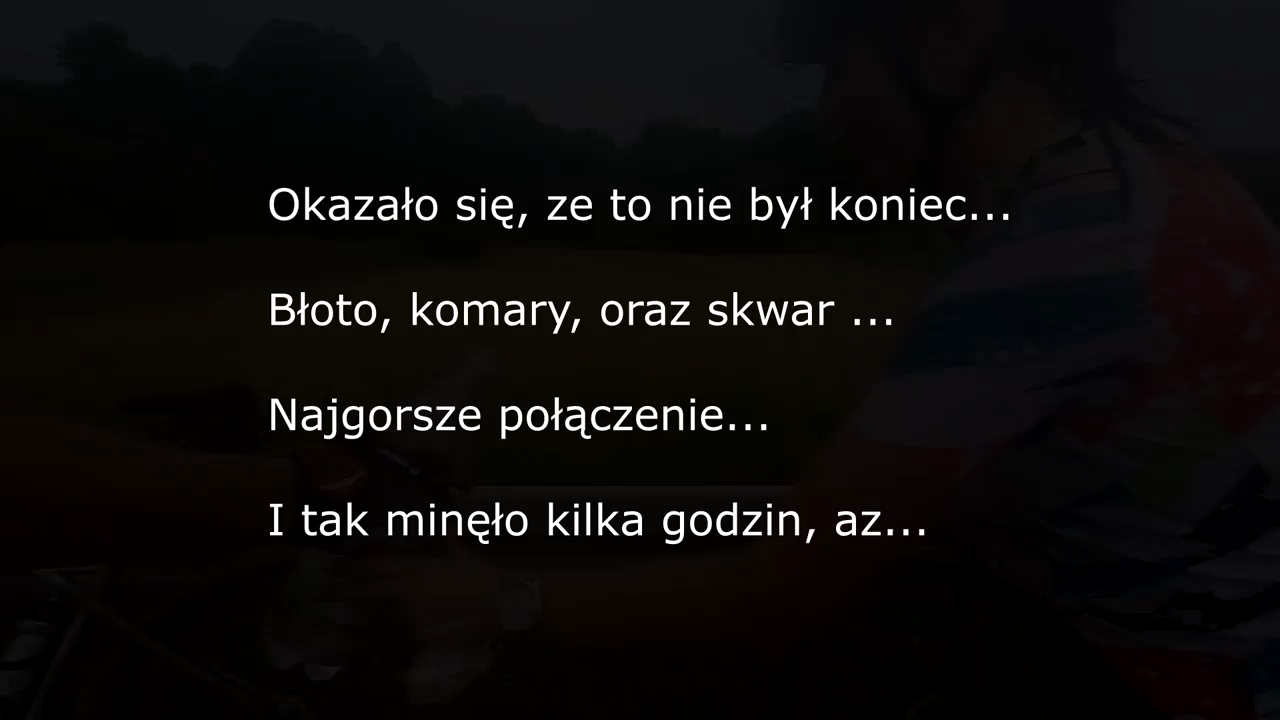 Okazało się, ze to nie był koniec...
Błoto, komary, oraz skwar ...
Najgorsze połączenie...
I tak minęło kilka godzin, az...